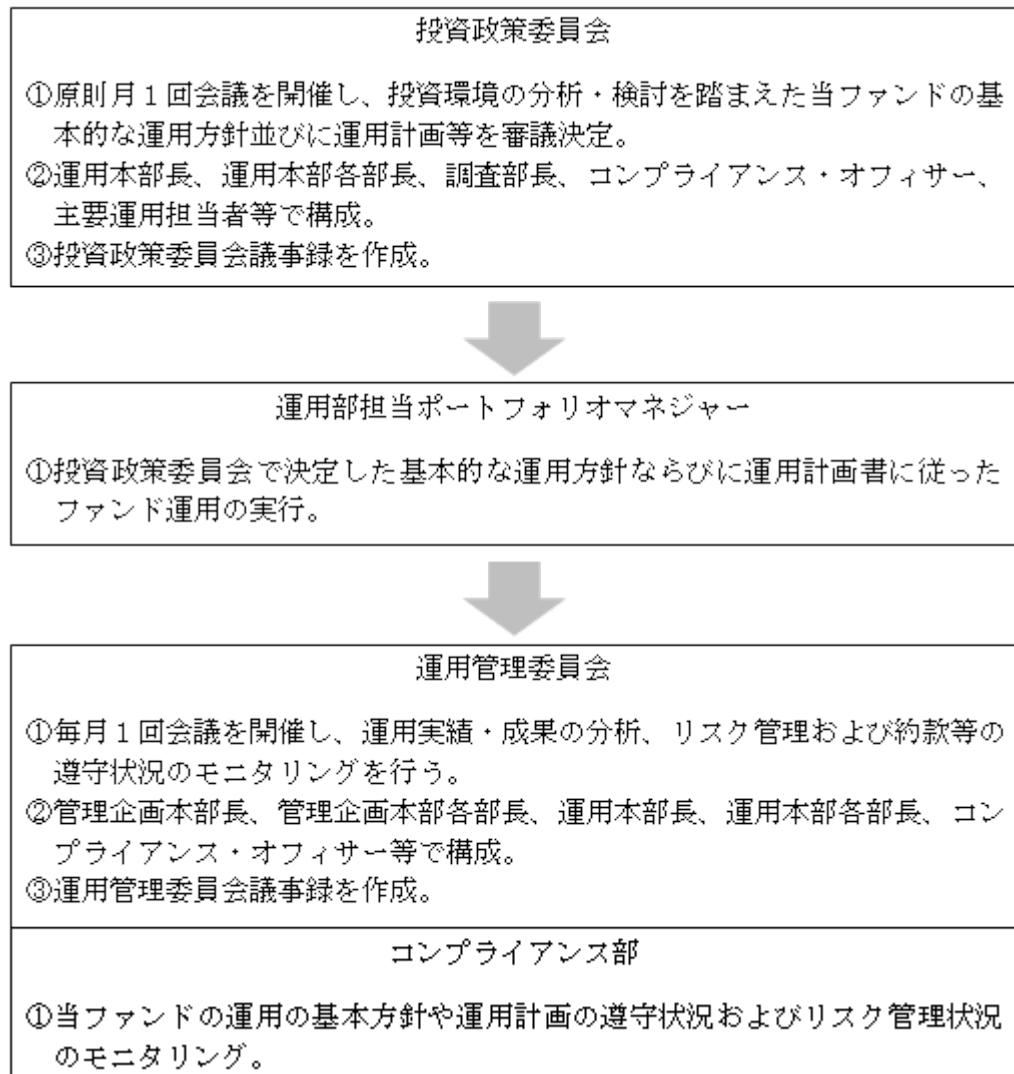 投資政策委員会
①原則月１回会議を開催し、投資環境の分析・検討を踏まえた当ファンドの基
本的な運用方針並びに運用計画等を審議決定。
②運用本部長、運用本部各部長、調査部長、コンプライアンス・オフィサー、
主要運用担当者等で構成。
③投資政策委員会議事録を作成。
運用部担当ポートフォリオマネジャー
①投資政策委員会で決定した基本的な運用方針ならびに運用計画書に従った
ファンド運用の実行。
運用管理委員会
①毎月１回会議を開催し、運用実績・成果の分析、リスク管理および約款等の
遵守状況のモニタリングを行う。
②管理企画本部長、管理企画本部各部長、運用本部長、運用本部各部長、コン
プライアンス・オフィサー等で構成。
③運用管理委員会議事録を作成。
コンプライアンス部
①当ファンドの運用の基本方針や運用計画の遵守状況およびリスク管理状況
のモニタリング。